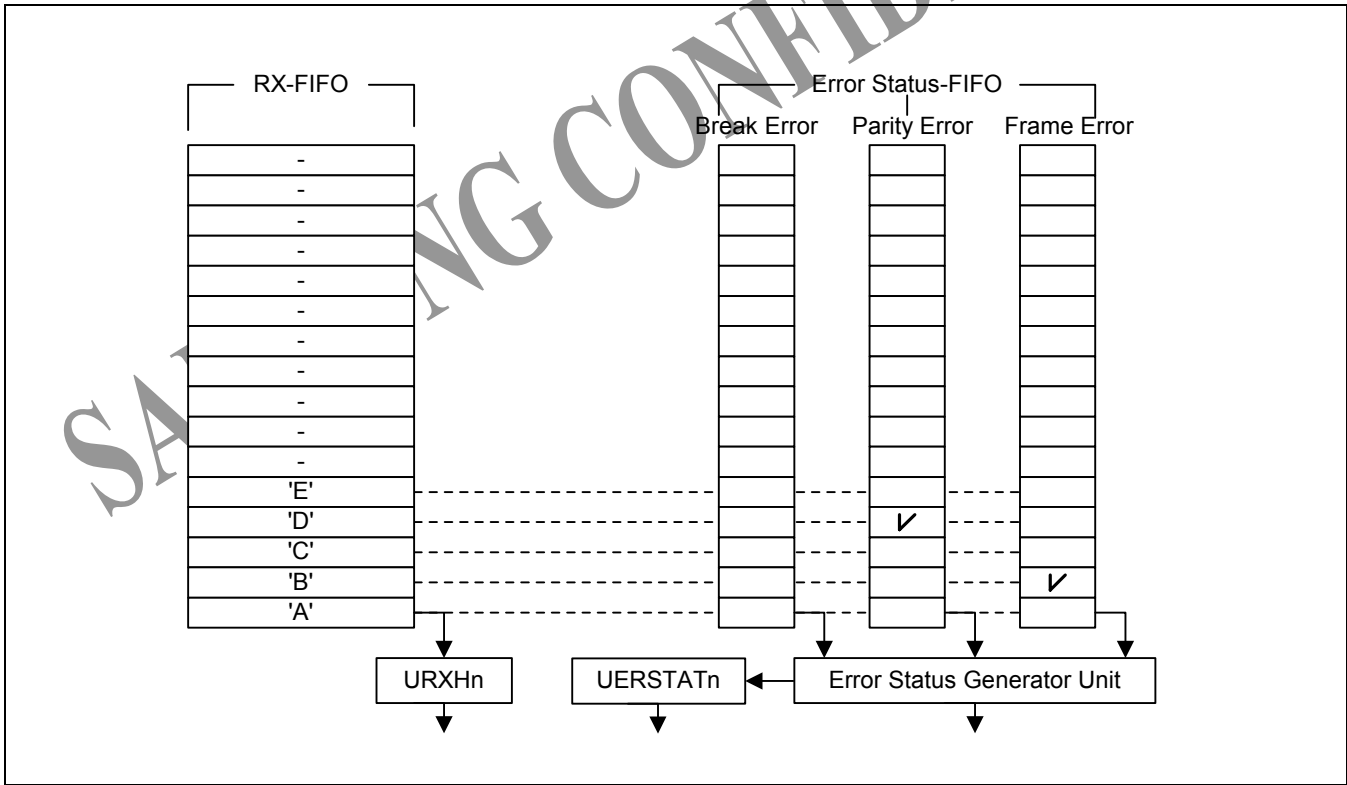 RX-FIFO
Error Status-FIFO
Break Error Parity Error Frame Error
-
-
-
-
-
-
-
-
-
-
-
'E'
'D'
'C'
'B'
'A'
URXHn
UERSTATn
Error Status Generator Unit